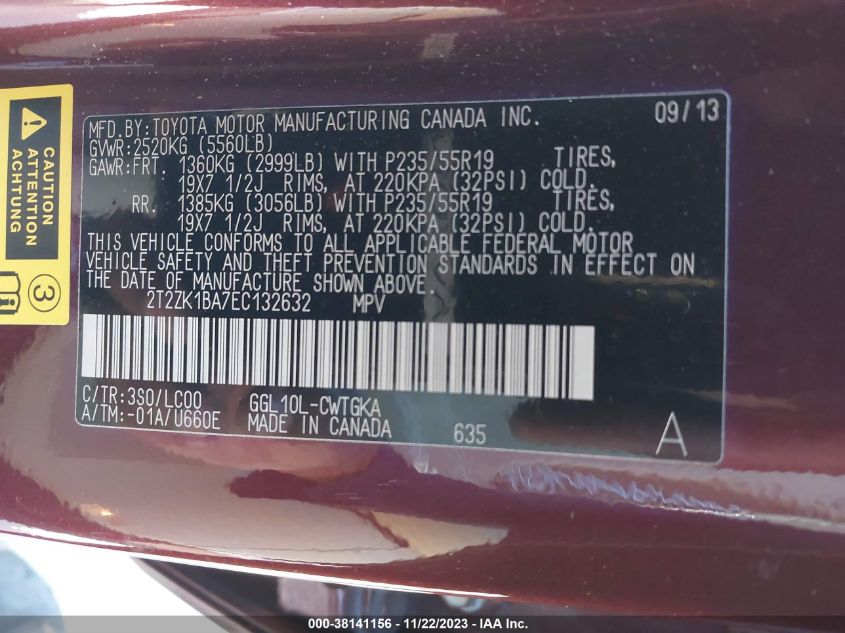 ATTENTION
CAUTION
3
MFD.BY:TOYOTA MOTOR MANUFACTURING CANADA INC. 09/13
GVWR:2520KG (5560LB)
GAWR:FRT. 1360KG (2999LB) WITH P235/55R19 TIRES,
19X7 1/2J RIMS, AT 220KPA (32PSI) COLD.
RR. 1385KG (3056LB) WITH P235/55R19 TIRES,
19X7 1/2J RIMS, AT 220KPA (32PSI) COLD.
THIS VEHICLE CONFORMS TO ALL APPLICABLE FEDERAL MOTOR
VEHICLE SAFETY AND THEFT PREVENTION STANDARDS IN EFFECT ON
THE DATE OF MANUFACTURE SHOWN ABOVE.
2T2ZK1BA7EC132632 MPV
C/TR:3S0/LC00 GGL10L-CWTGKA
A/TM:-01A/U660E MADE IN CANADA 635 A
000-38141156 - 11/22/2023 - IAA Inc.